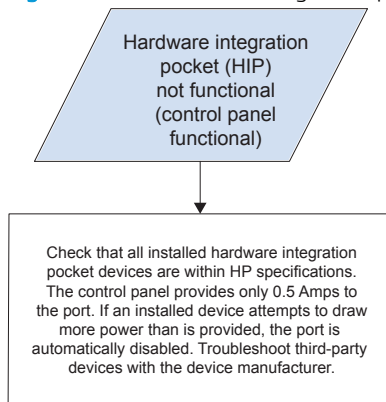 Hardware integration
pocket (HIP)
not functional
(control panel
functional)
Check that all installed hardware integration
pocket devices are within HP specifications.
The control panel provides only 0.5 Amps to
the port. If an installed device attempts to draw
more power than is provided, the port is
automatically disabled. Troubleshoot third-party
devices with the device manufacturer.